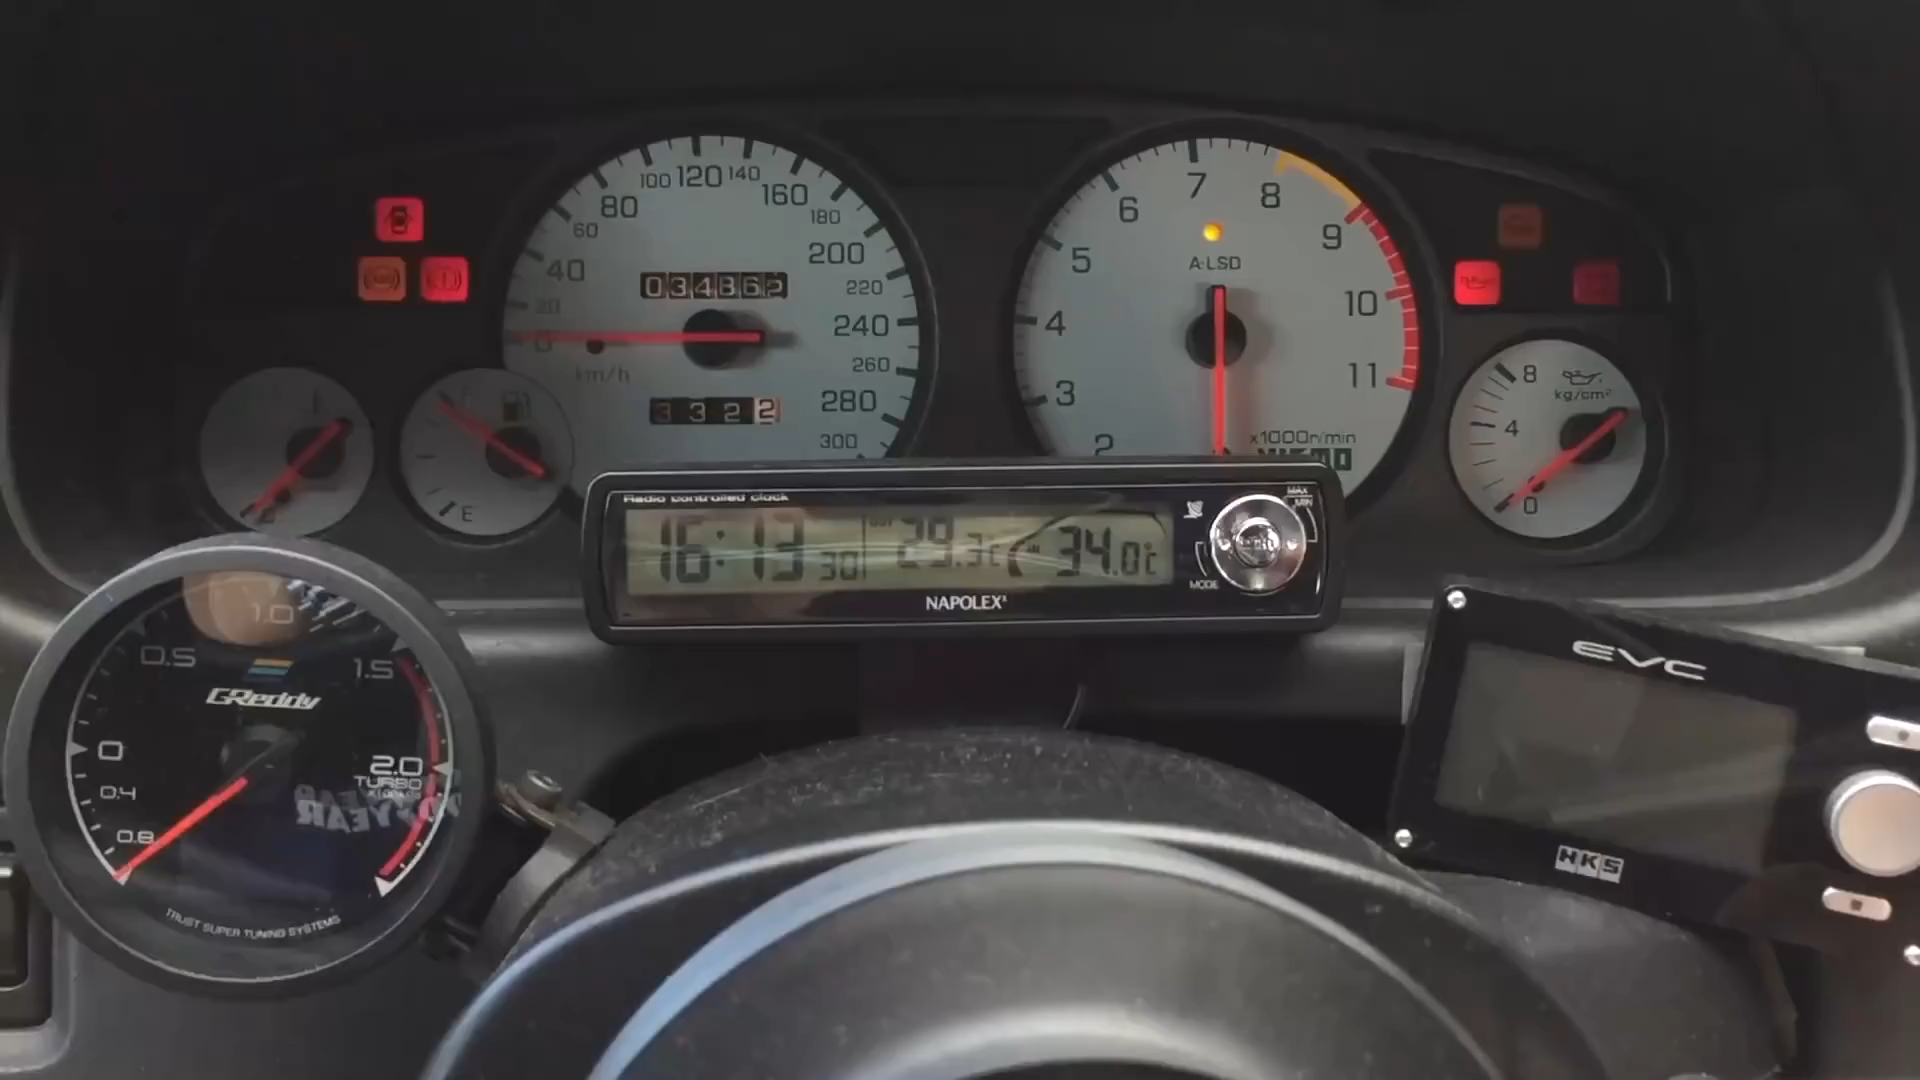 100 120 140
80 160
60 180
40 200
20 220
0 240
260
280
300
km/h
034862
3322
7
6 8
5 9
4 10
3 11
2
A-LSD
x1000r/min
8
4
0
kg/cm²
E
Radio controlled clock
16:13 30
OUT 29.3℃
IN 34.0℃
MAX
MIN
MODE
NAPOLEX
1.0
0.5 1.5
GReddy
0 2.0
TURBO
0.4
0.8
TRUST SUPER TUNING SYSTEMS
EVC
HKS